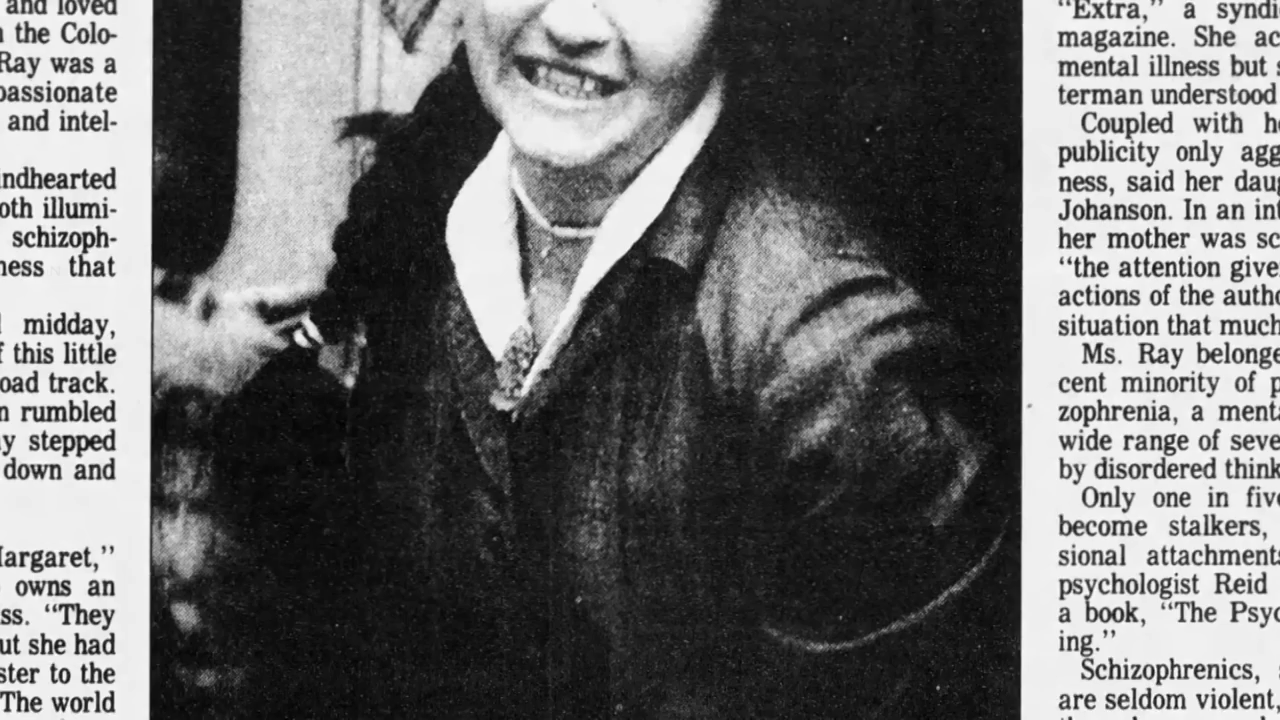 and loved
the Colo-
Ray was a
passionate
and intel-
indhearted
oth illumi-
schizoph-
ness that
midday,
this little
oad track.
n rumbled
y stepped
down and
Margaret,”
owns an
ss. “They
ut she had
ster to the
The world
“Extra,” a syndi
magazine. She ac
mental illness but s
terman understood
Coupled with he
publicity only agg
ness, said her daug
Johanson. In an int
her mother was sc
“the attention give
actions of the autho
situation that much
Ms. Ray belonge
cent minority of p
zophrenia, a menta
wide range of seve
by disordered think
Only one in five
become stalkers,
sional attachments
psychologist Reid
a book, “The Psyc
ing.”
Schizophrenics,
are seldom violent,